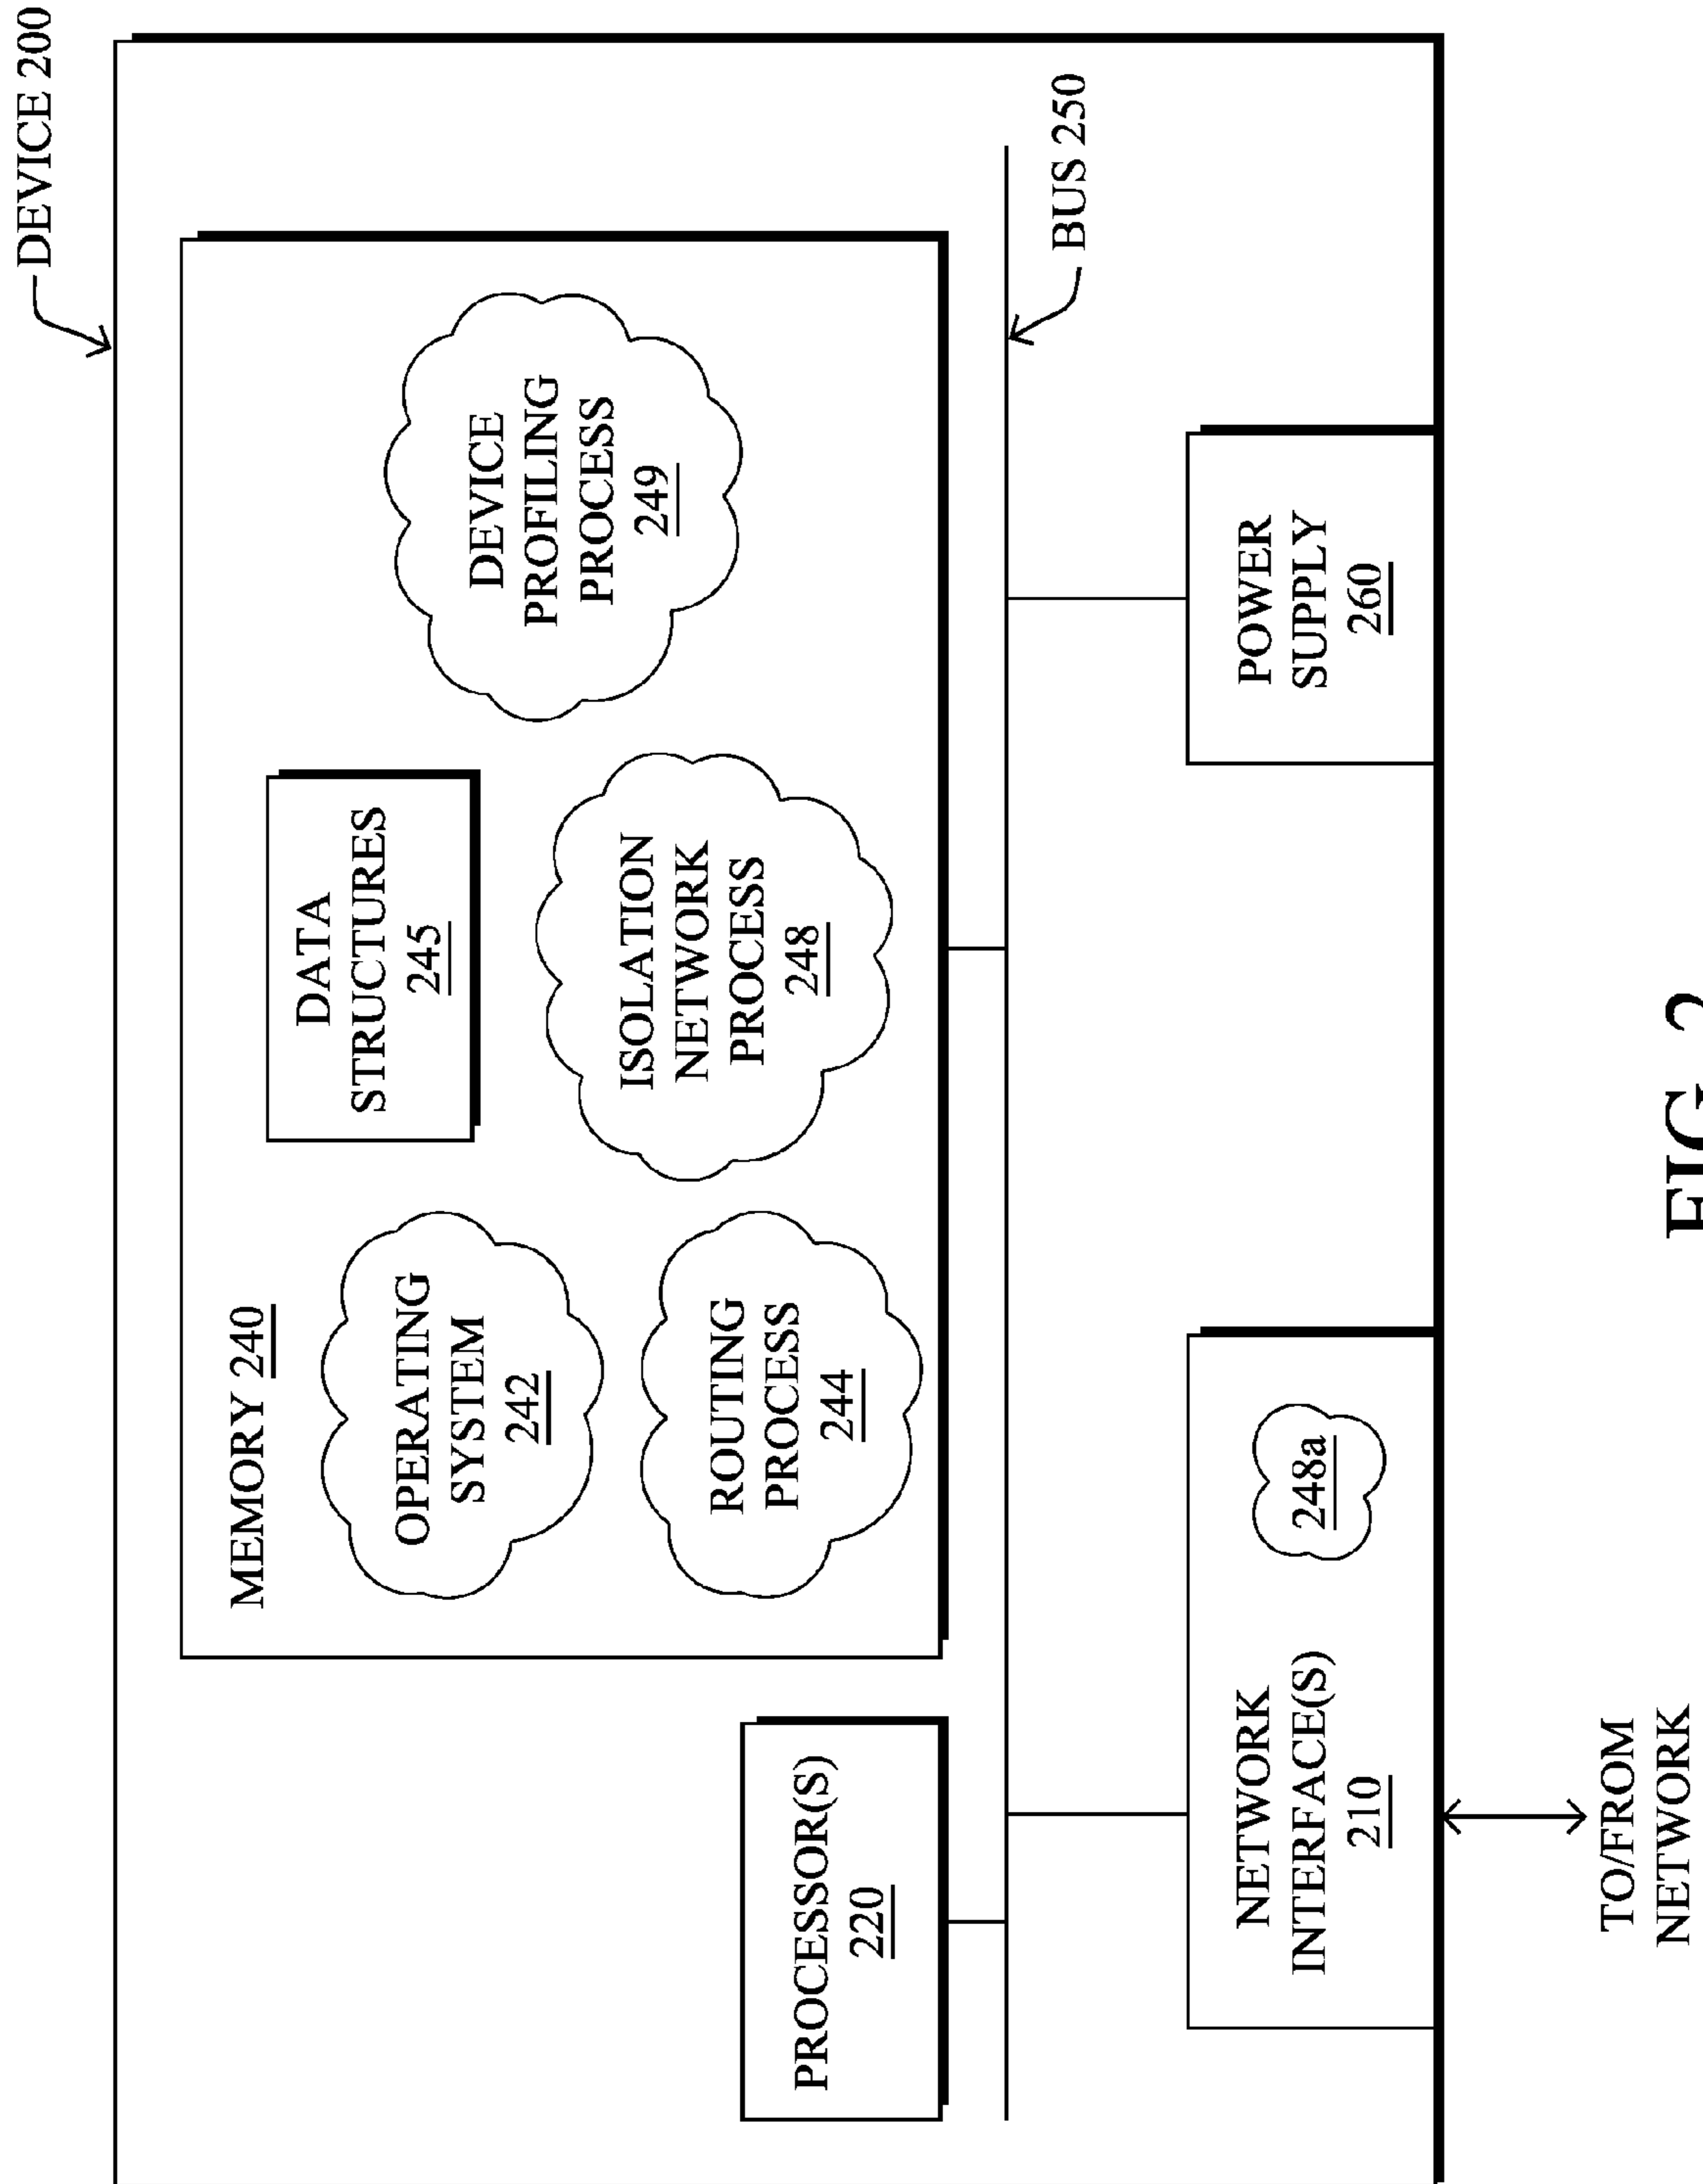 DEVICE 200
MEMORY 240
OPERATING
SYSTEM
242
ROUTING
PROCESS
244
DATA
STRUCTURES
245
ISOLATION
NETWORK
PROCESS
248
DEVICE
PROFILING
PROCESS
249
PROCESSOR(S)
220
BUS 250
NETWORK
INTERFACE(S)
210
248a
POWER
SUPPLY
260
TO/FROM
NETWORK
FIG. 2